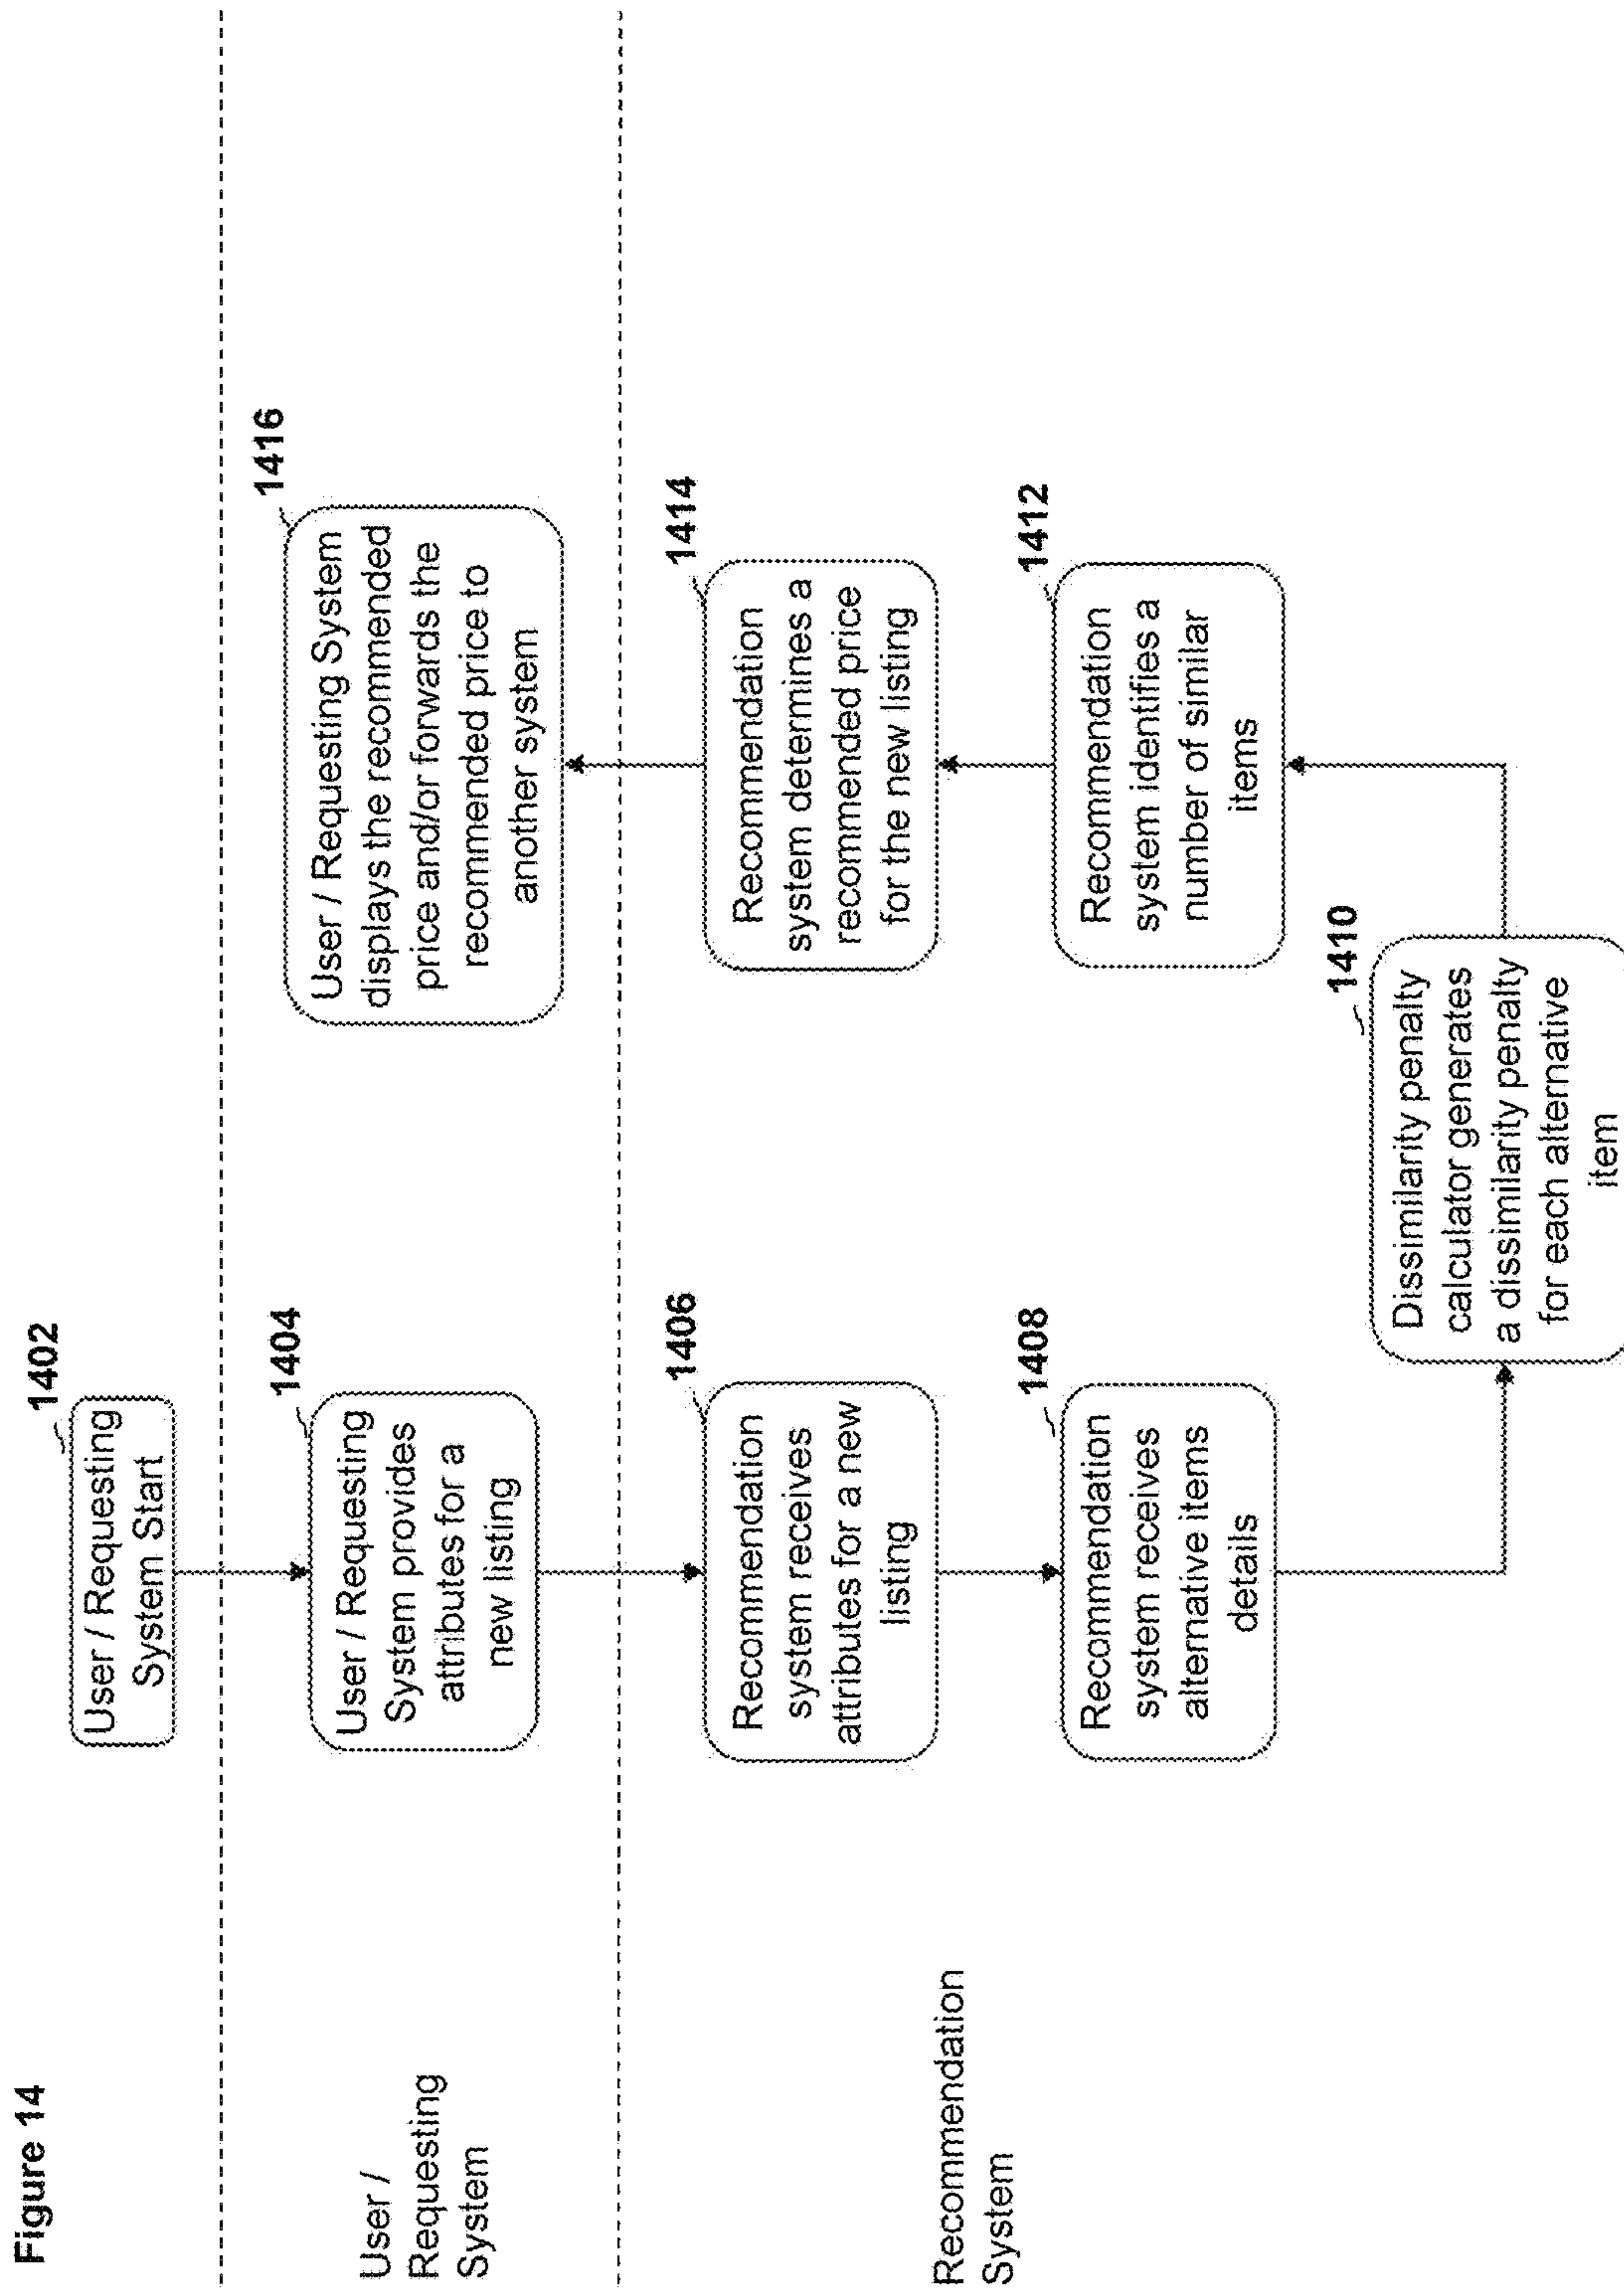 Figure 14
1402
User / Requesting
System Start
User /
Requesting
System
1404
User / Requesting
System provides
attributes for a
new listing
1416
User / Requesting System
displays the recommended
price and/or forwards the
recommended price to
another system
Recommendation
System
1406
Recommendation
system receives
attributes for a new
listing
1414
Recommendation
system determines a
recommended price
for the new listing
1408
Recommendation
system receives
alternative items
details
1412
Recommendation
system identifies a
number of similar
items
1410
Dissimilarity penalty
calculator generates
a dissimilarity penalty
for each alternative
item